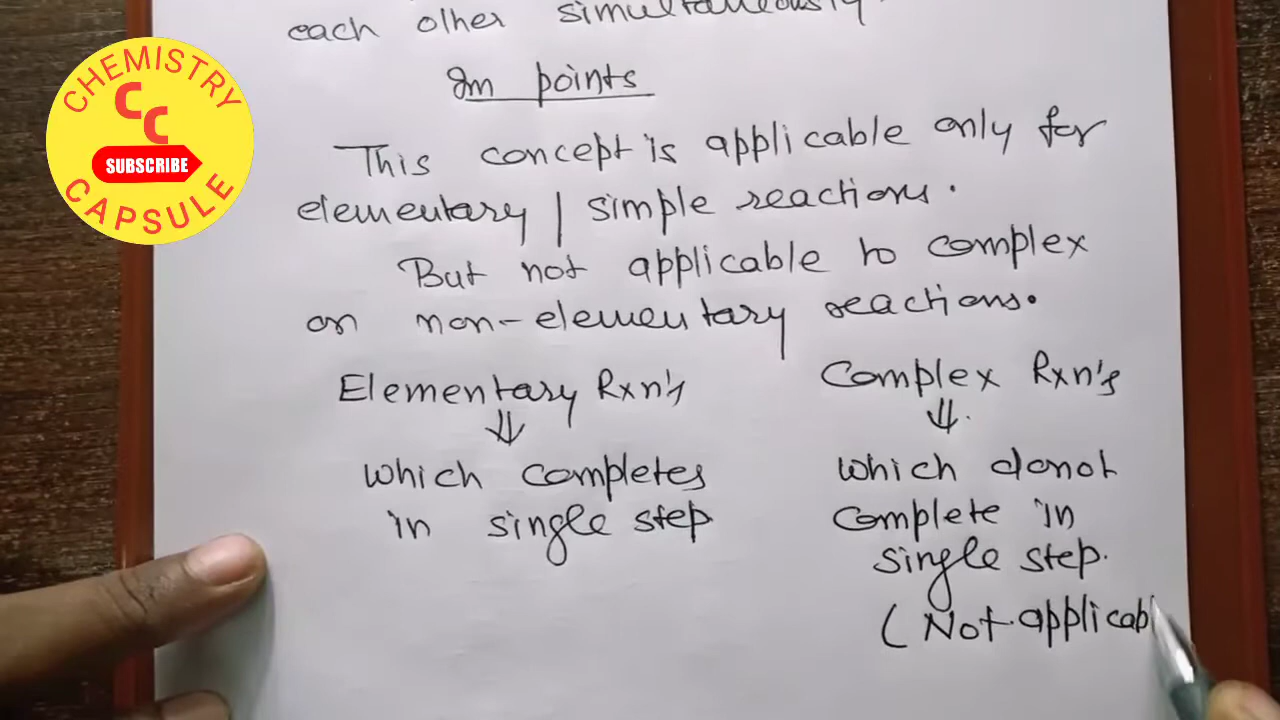 CHEMISTRY
CC
SUBSCRIBE
CAPSULE
each other simultaneously.
Im points
This concept is applicable only for
elementary / simple reactions.
But not applicable to complex
or non-elementary reactions.
Elementary Rxn's
⇓
which completes
in single step
Complex Rxn's
⇓
which donot
complete in
single step.
(Not applicab